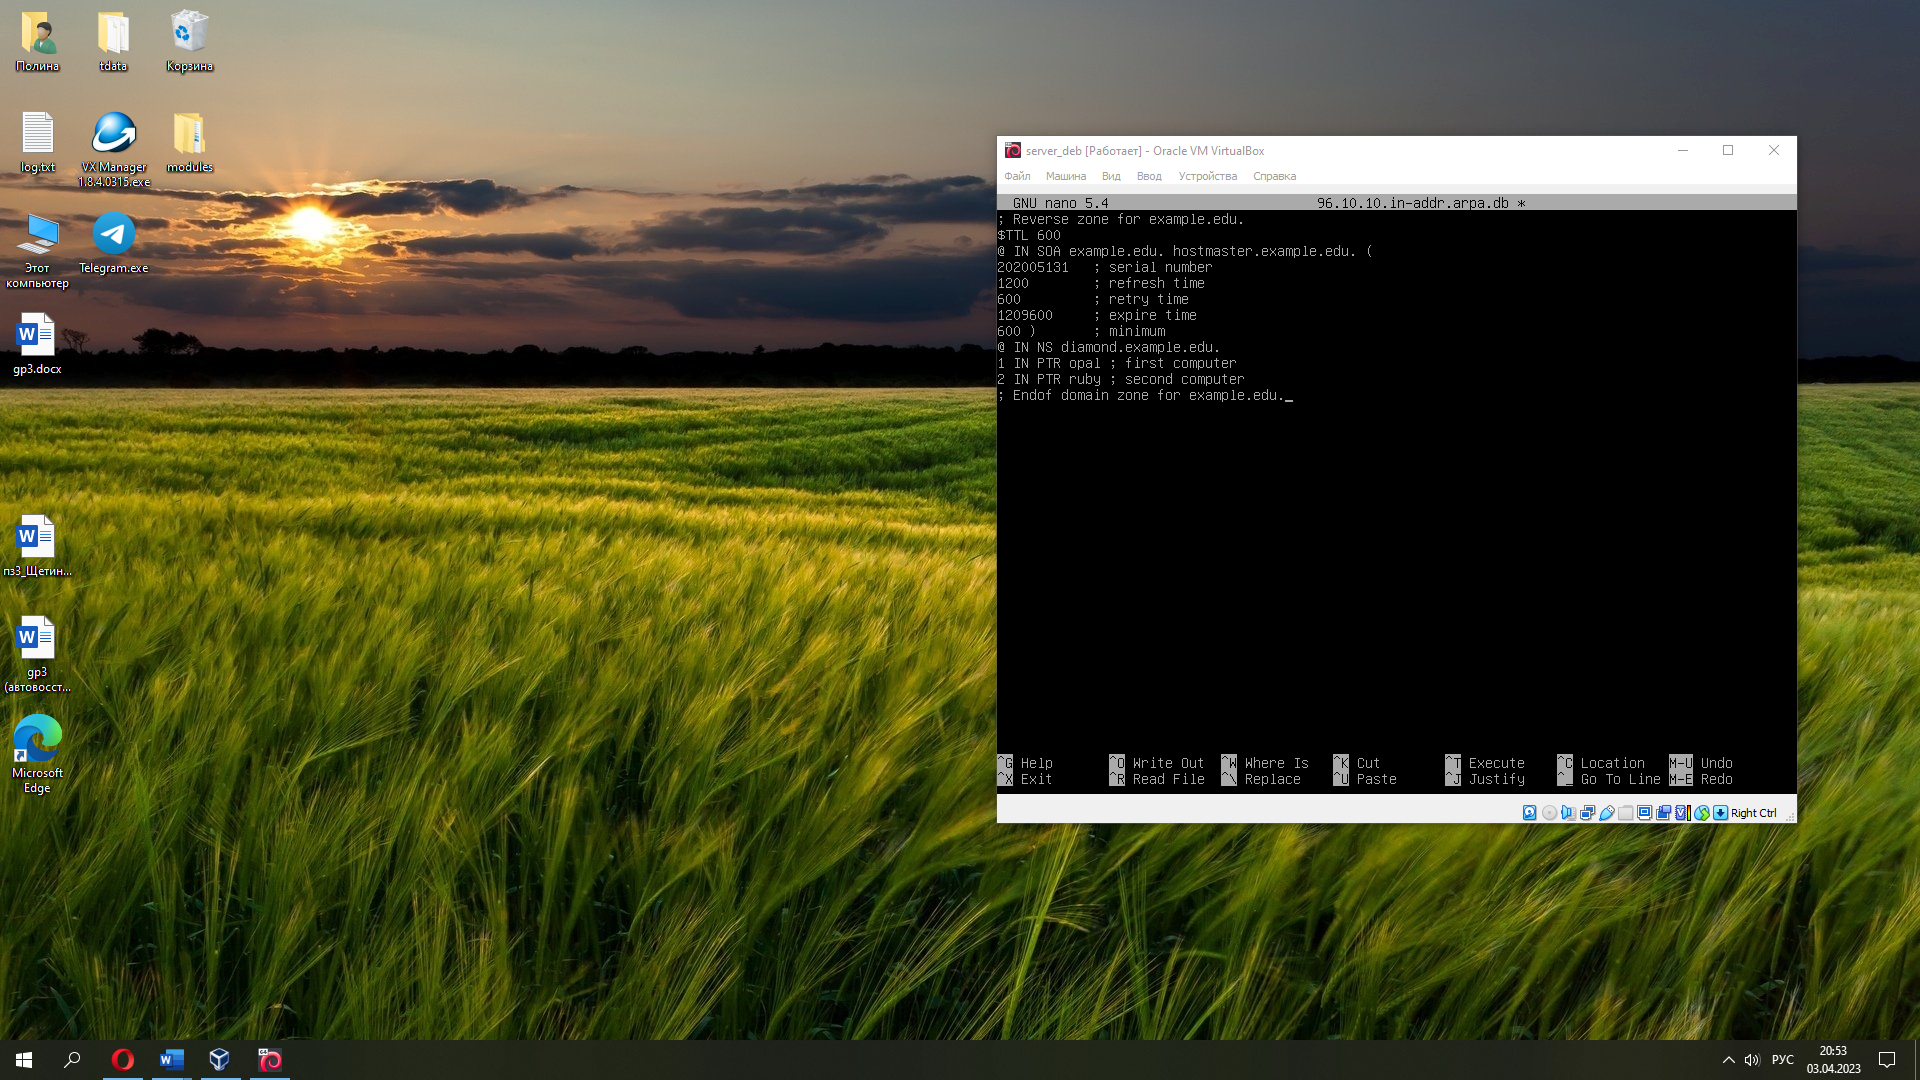 Полина
tdata
Корзина
log.txt
VX Manager
1.8.4.0315.exe
modules
Этот
компьютер
Telegram.exe
gp3.docx
пз3_Щетин...
gp3
(автовосст...
Microsoft
Edge
server_deb [Работает] - Oracle VM VirtualBox
Файл Машина Вид Ввод Устройства Справка
GNU nano 5.4 96.10.10.in-addr.arpa.db *
; Reverse zone for example.edu.
$TTL 600
@ IN SOA example.edu. hostmaster.example.edu. (
202005131 ; serial number
1200 ; refresh time
600 ; retry time
1209600 ; expire time
600 ) ; minimum
@ IN NS diamond.example.edu.
1 IN PTR opal ; first computer
2 IN PTR ruby ; second computer
; Endof domain zone for example.edu._
^G Help ^O Write Out ^W Where Is ^K Cut ^T Execute ^C Location M-U Undo
^X Exit ^R Read File ^\ Replace ^U Paste ^J Justify ^_ Go To Line M-E Redo
Right Ctrl
РУС
20:53
03.04.2023